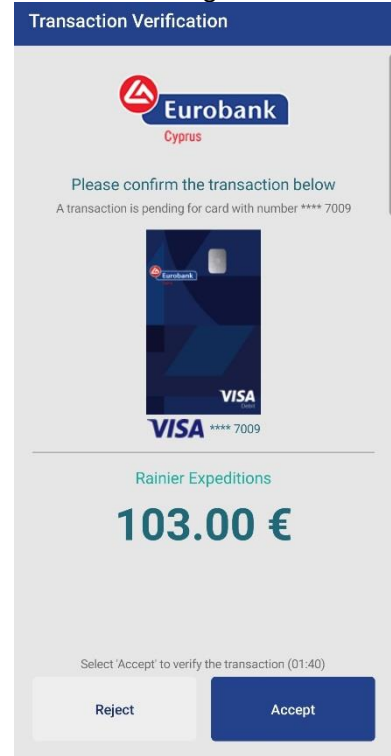 Transaction Verification
Eurobank
Cyprus
Please confirm the transaction below
A transaction is pending for card with number **** 7009
Eurobank
VISA
Debit
VISA **** 7009
Rainier Expeditions
103.00 €
Select 'Accept' to verify the transaction (01:40)
Reject
Accept